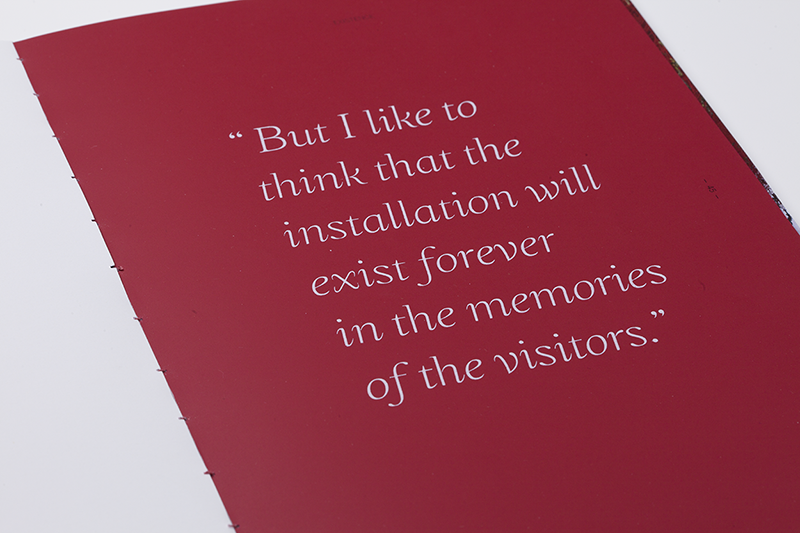 “ But I like to
think that the
installation will
exist forever
in the memories
of the visitors.”